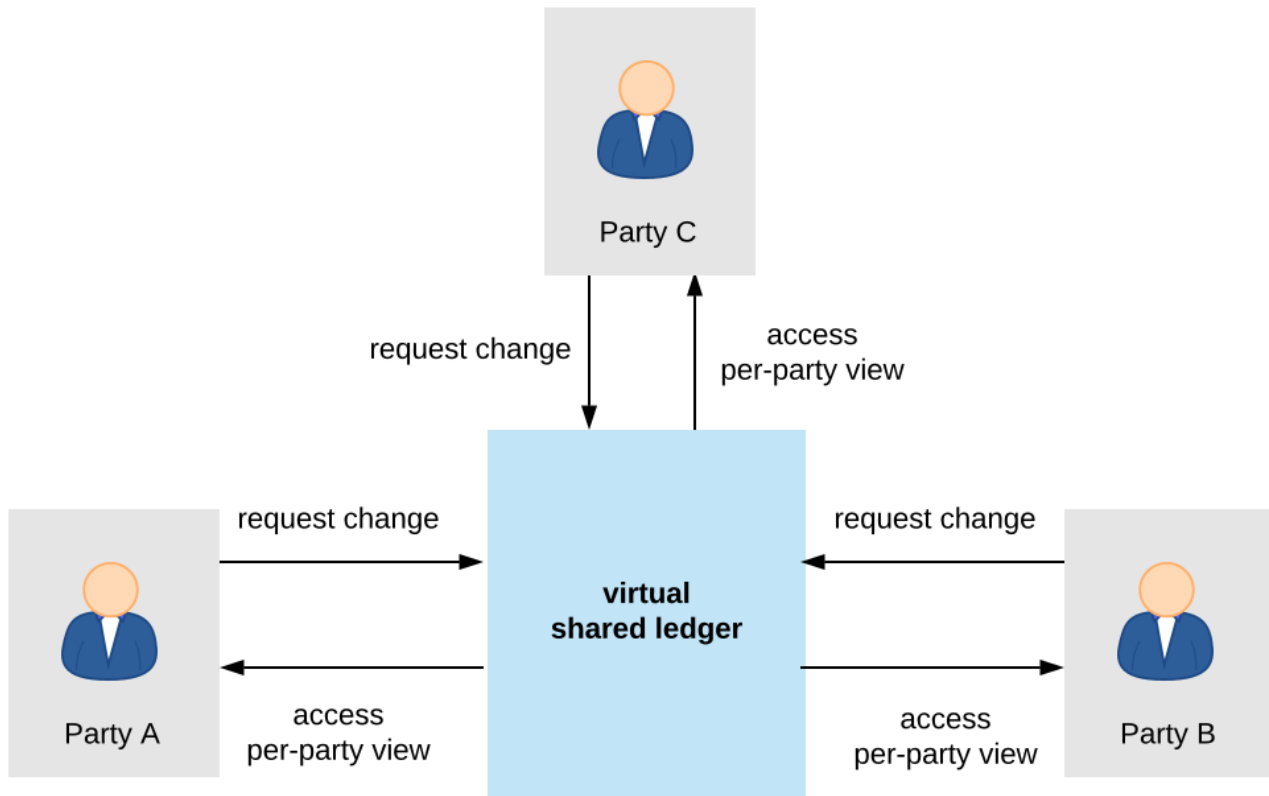 Party C
request change
access
per-party view
request change
request change
virtual
shared ledger
access
per-party view
access
per-party view
Party A
Party B